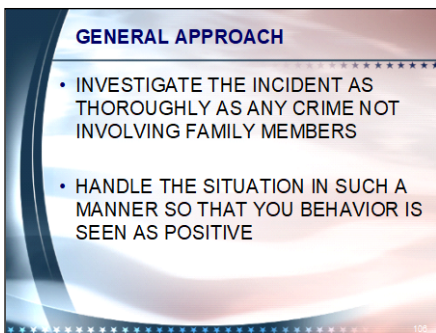 GENERAL APPROACH
• INVESTIGATE THE INCIDENT AS
THOROUGHLY AS ANY CRIME NOT
INVOLVING FAMILY MEMBERS
• HANDLE THE SITUATION IN SUCH A
MANNER SO THAT YOU BEHAVIOR IS
SEEN AS POSITIVE
106